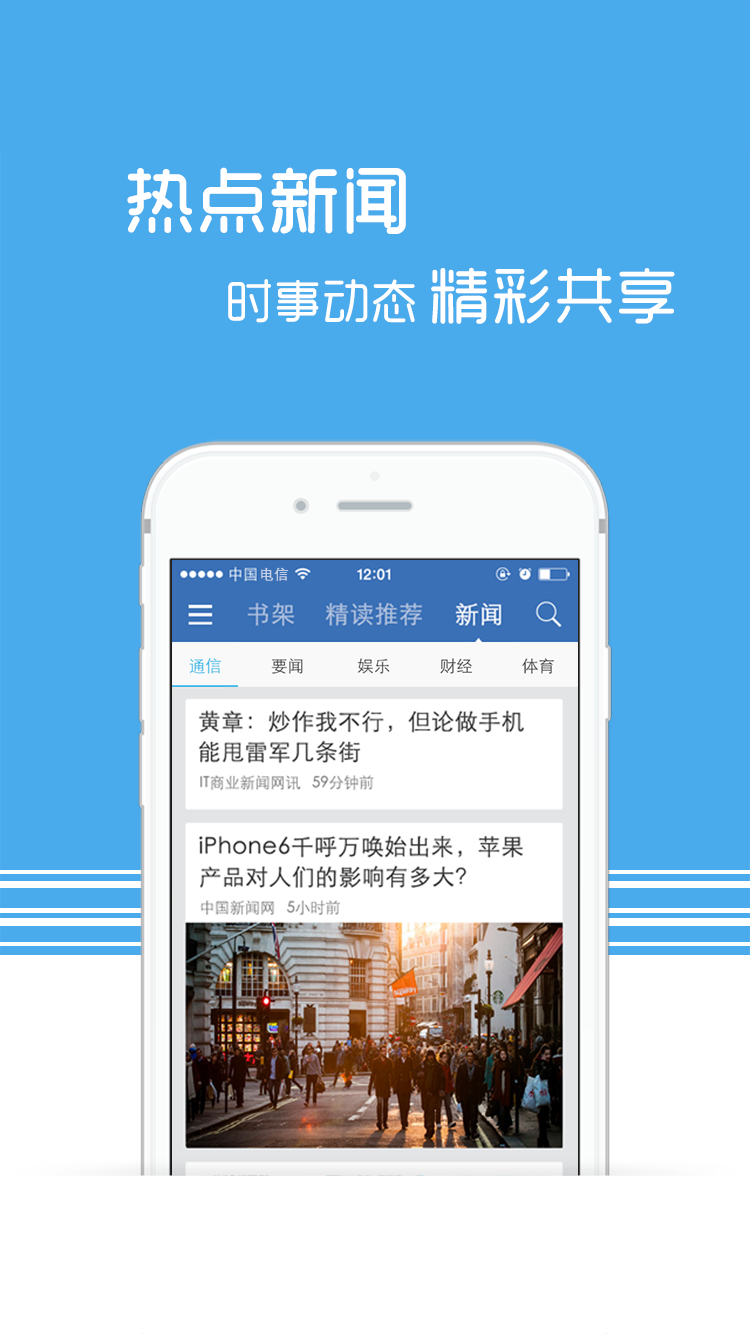 热点新闻
时事动态 精彩共享
中国电信 12:01
书架 精读推荐 新闻
通信 要闻 娱乐 财经 体育
黄章：炒作我不行，但论做手机
能甩雷军几条街
IT商业新闻网讯 59分钟前
iPhone6千呼万唤始出来，苹果
产品对人们的影响有多大？
中国新闻网 5小时前